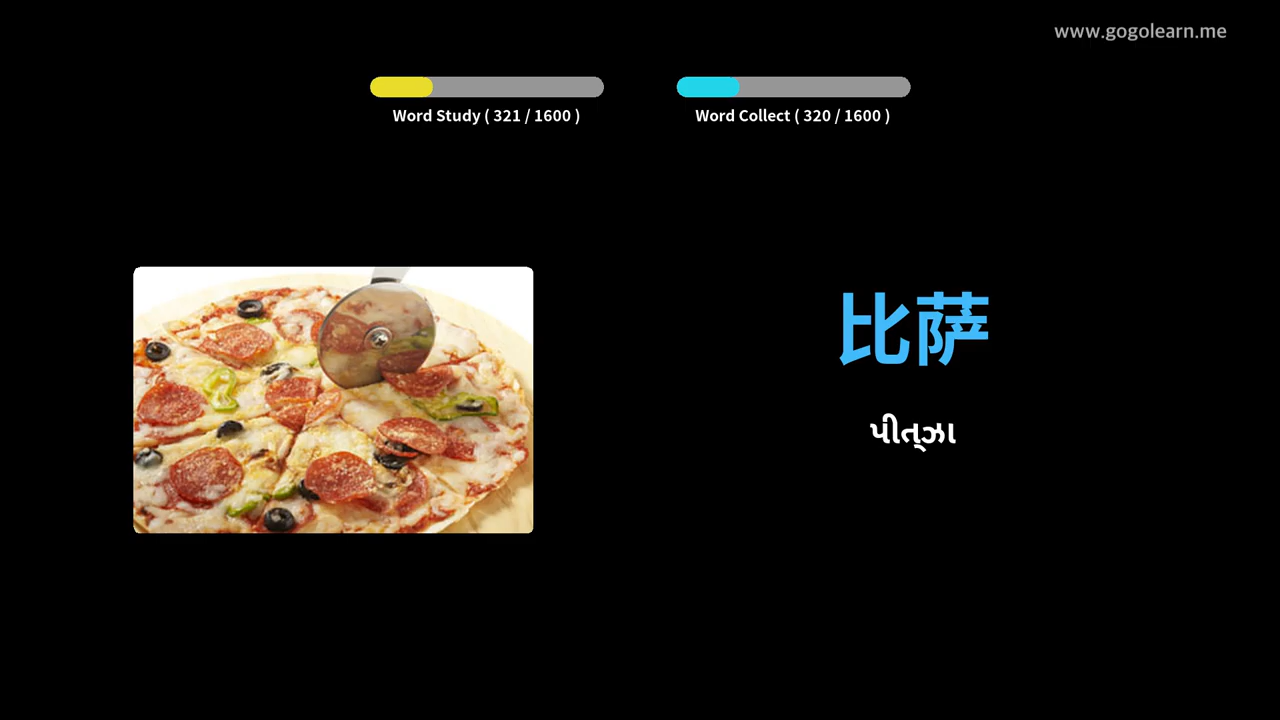 www.gogolearn.me
Word Study ( 321 / 1600 )
Word Collect ( 320 / 1600 )
比萨
પીત્ઝા